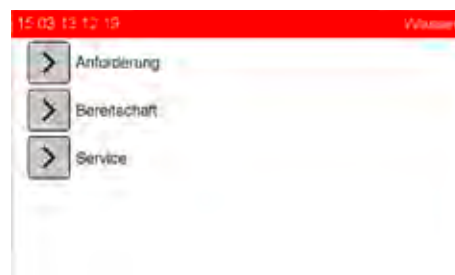 15.03.13 12:19 Wasser
Anforderung
Bereitschaft
Service